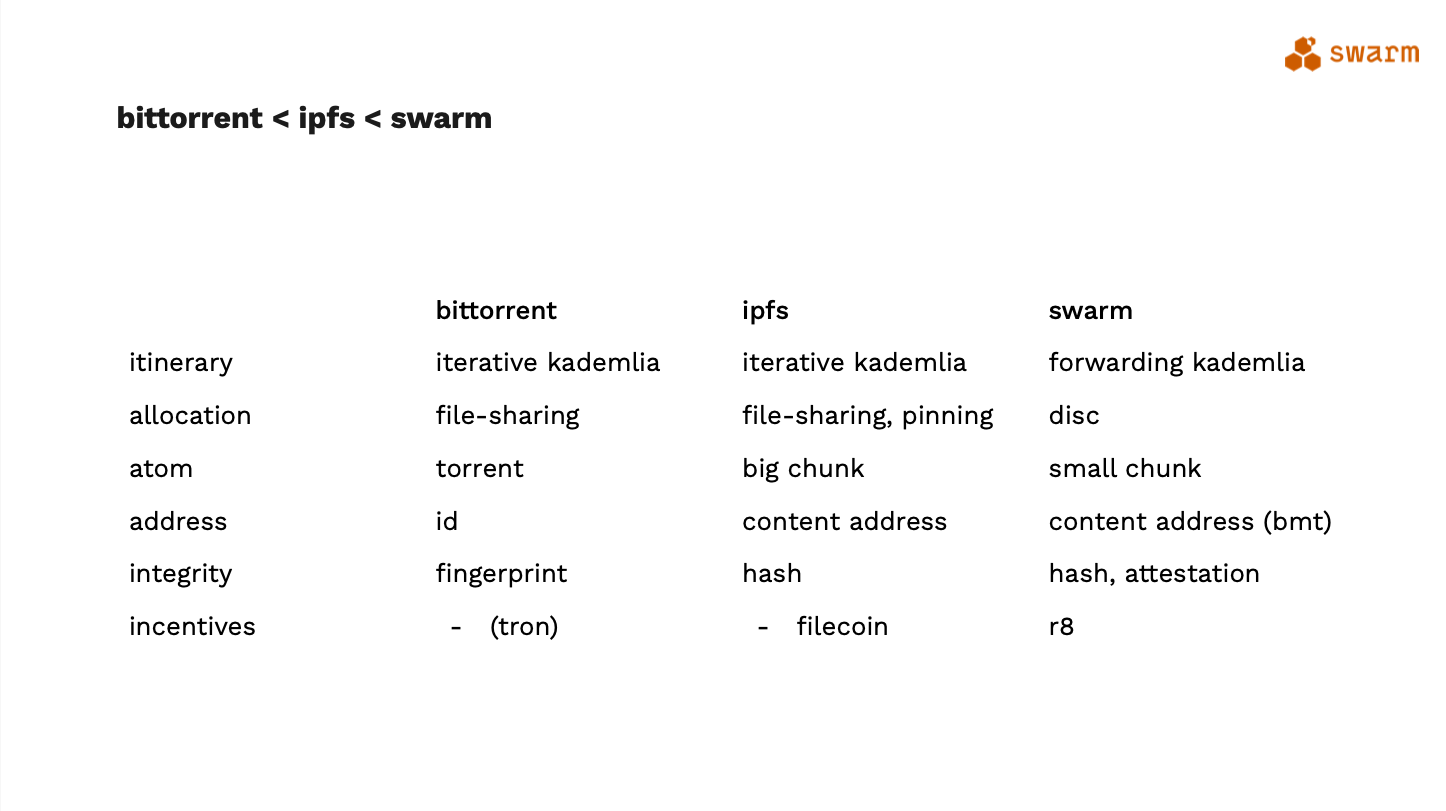 swarm
bittorrent < ipfs < swarm
bittorrent ipfs swarm
itinerary iterative kademlia iterative kademlia forwarding kademlia
allocation file-sharing file-sharing, pinning disc
atom torrent big chunk small chunk
address id content address content address (bmt)
integrity fingerprint hash hash, attestation
incentives - (tron) - filecoin r8